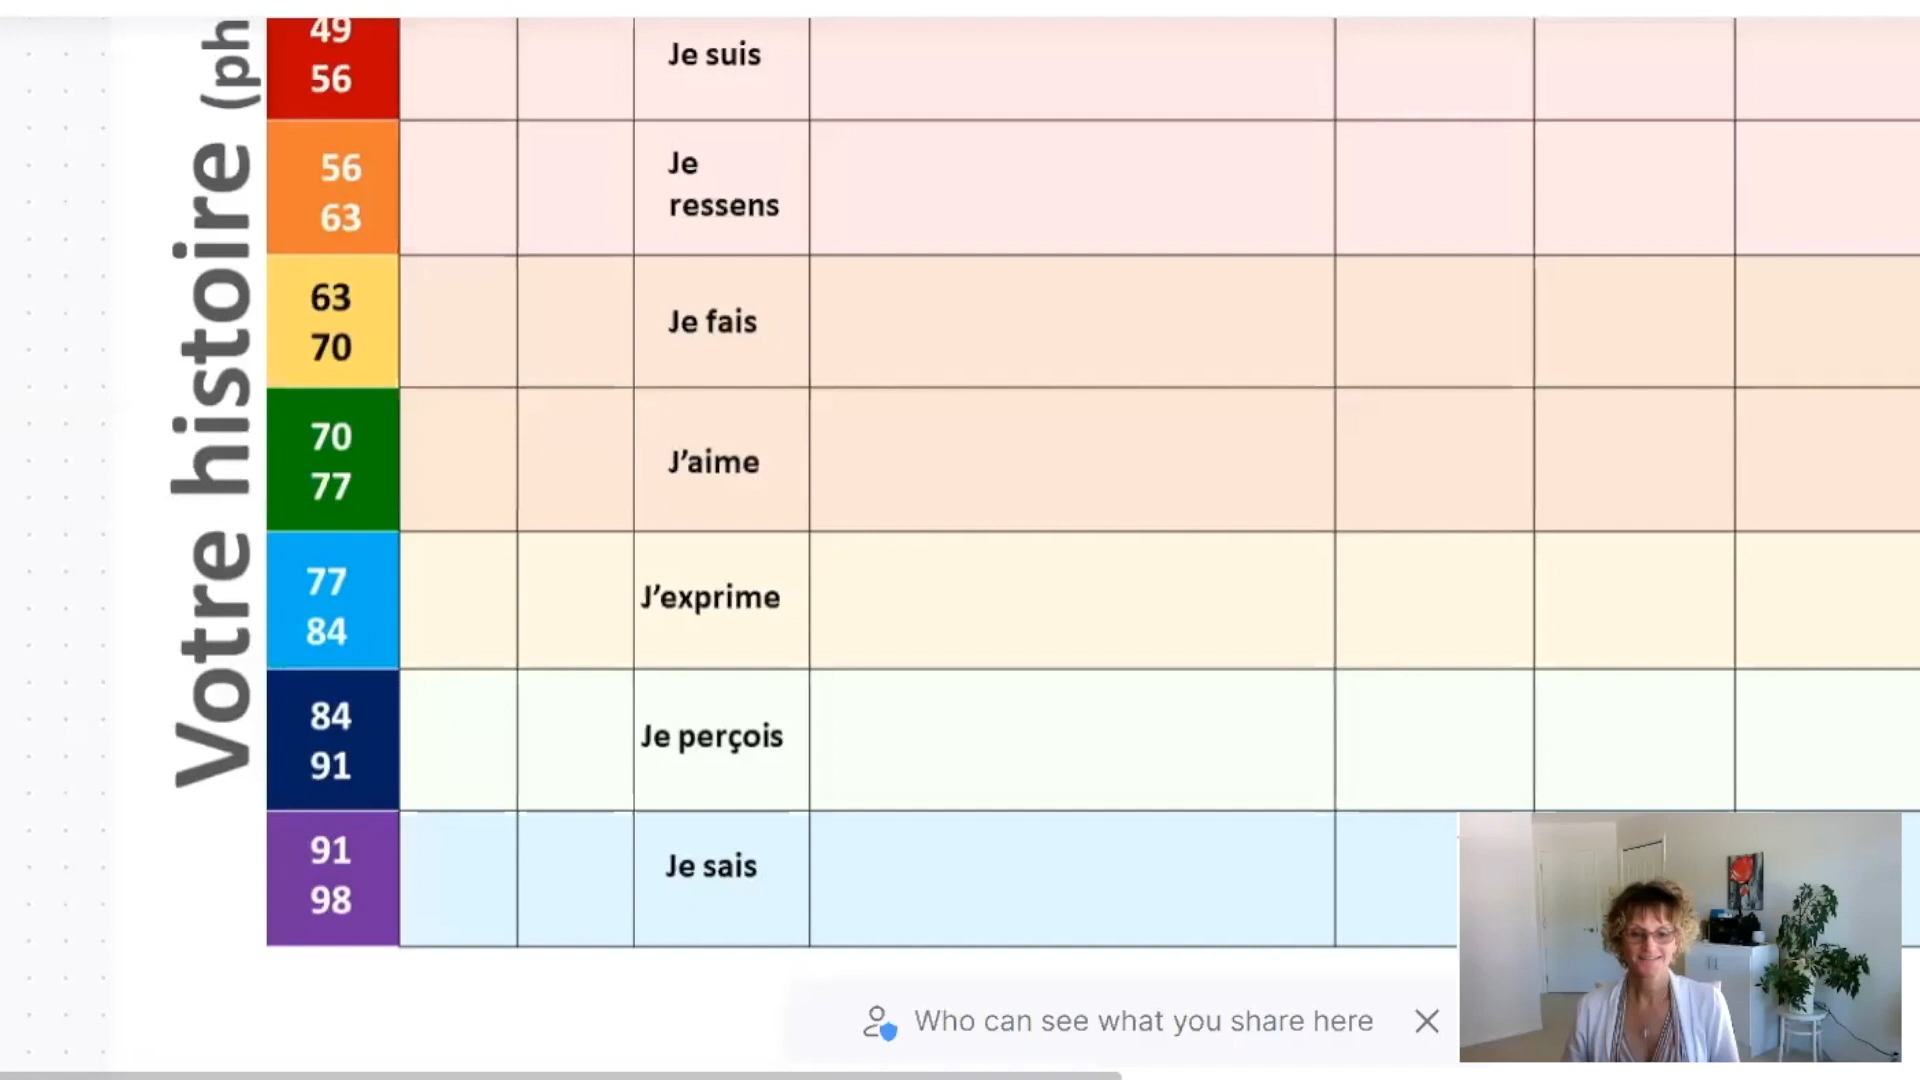 Votre histoire (ph
49
56
Je suis
56
63
Je
ressens
63
70
Je fais
70
77
J'aime
77
84
J'exprime
84
91
Je perçois
91
98
Je sais
Who can see what you share here